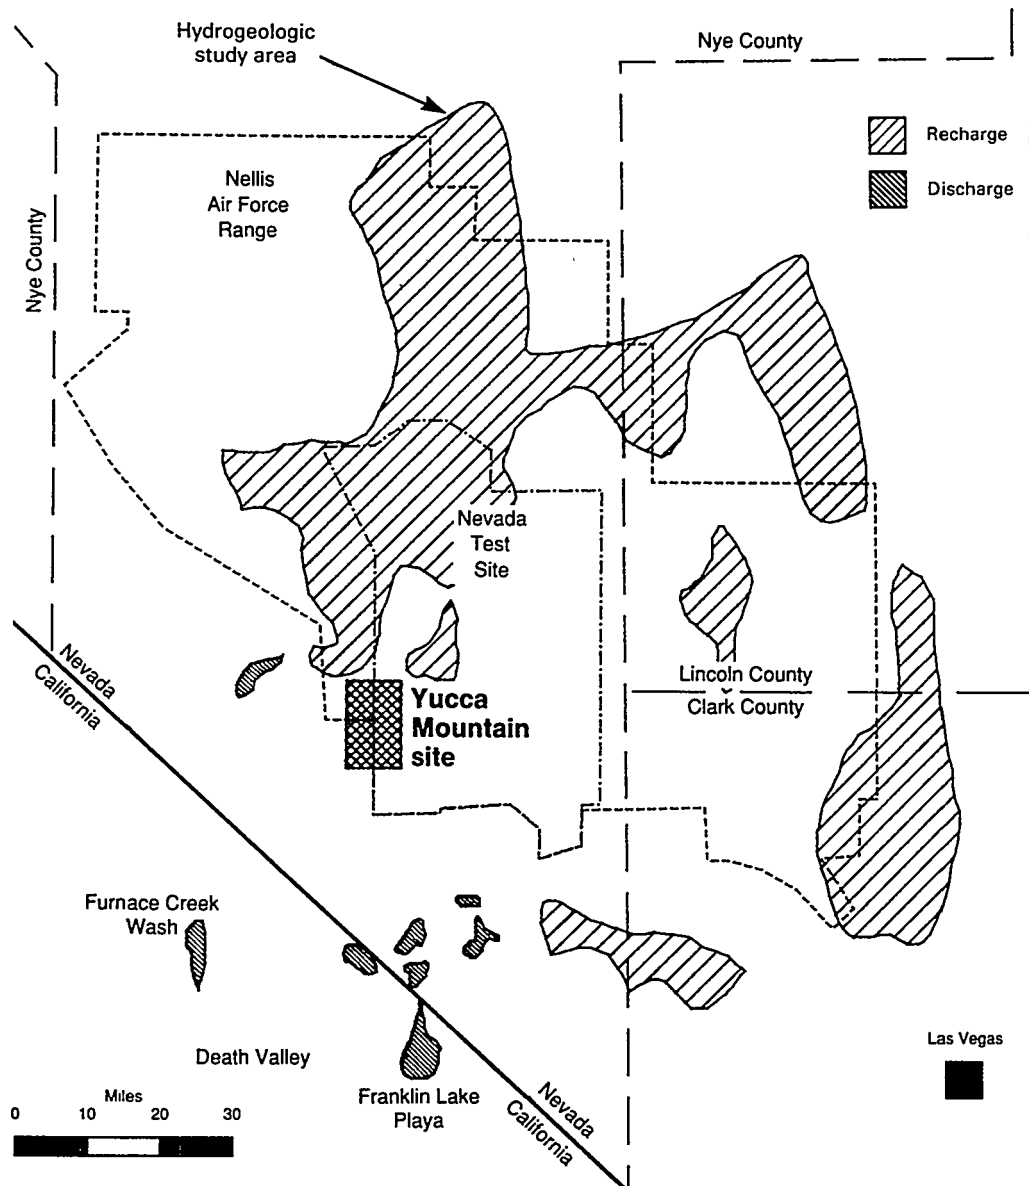 Hydrogeologic
study area
Nye County
Recharge
Discharge
Nellis
Air Force
Range
Nye County
Nevada
Test
Site
Nevada
California
Lincoln County
Clark County
Yucca
Mountain
site
Furnace Creek
Wash
Death Valley
Las Vegas
Franklin Lake
Playa
Nevada
California
Miles
0 10 20 30